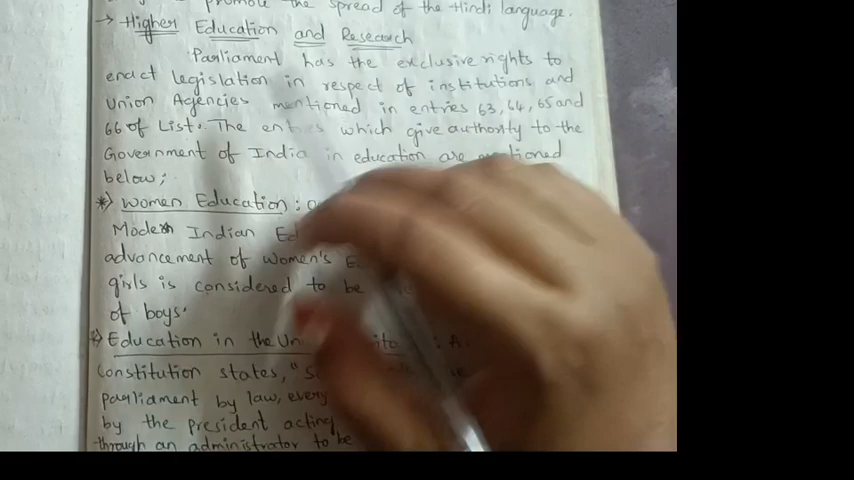 promote the spread of the Hindi language.
→ Higher Education and Research
Parliament has the exclusive rights to
enact legislation in respect of institutions and
Union Agencies mentioned in entries 63, 64, 65 and
66 of List. The entries which give authority to the
Government of India in education are mentioned
below;
*) Women Education :
Modern Indian Ed
advancement of Women's E
girls is considered to be
of boys.
*) Education in the Un : A.
Constitution states, "S
parliament by law, every
by the president acting
through an administrator to be